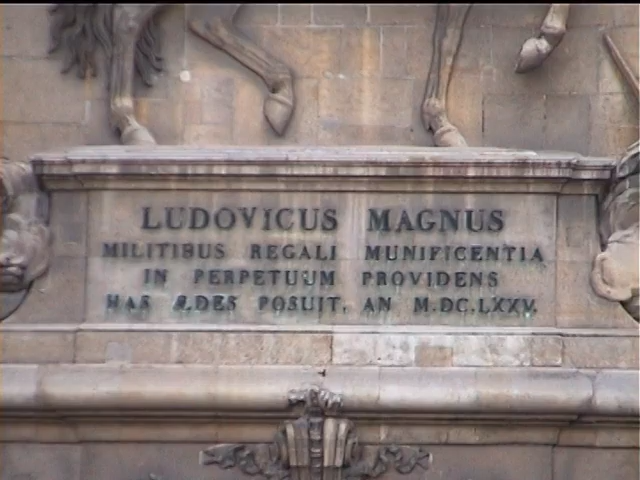 LUDOVICUS MAGNUS
MILITIBUS REGALI MUNIFICENTIA
IN PERPETUUM PROVIDENS
HAS ÆDES POSUIT, AN M.DC.LXXV.